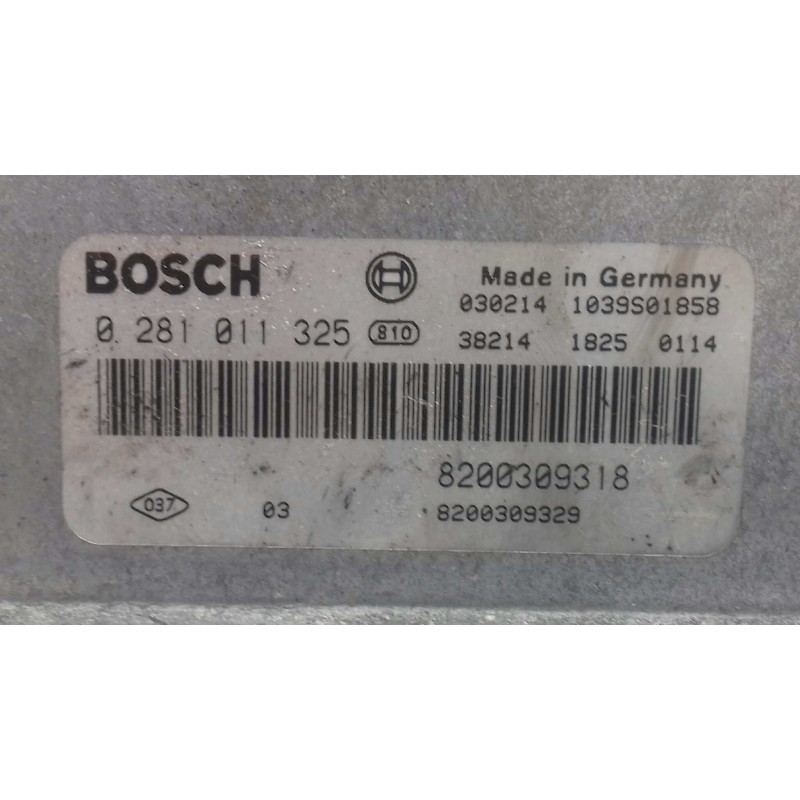 BOSCH
Made in Germany
030214 1039S01858
0 281 011 325 810
38214 1825 0114
8200309318
037 03 8200309329